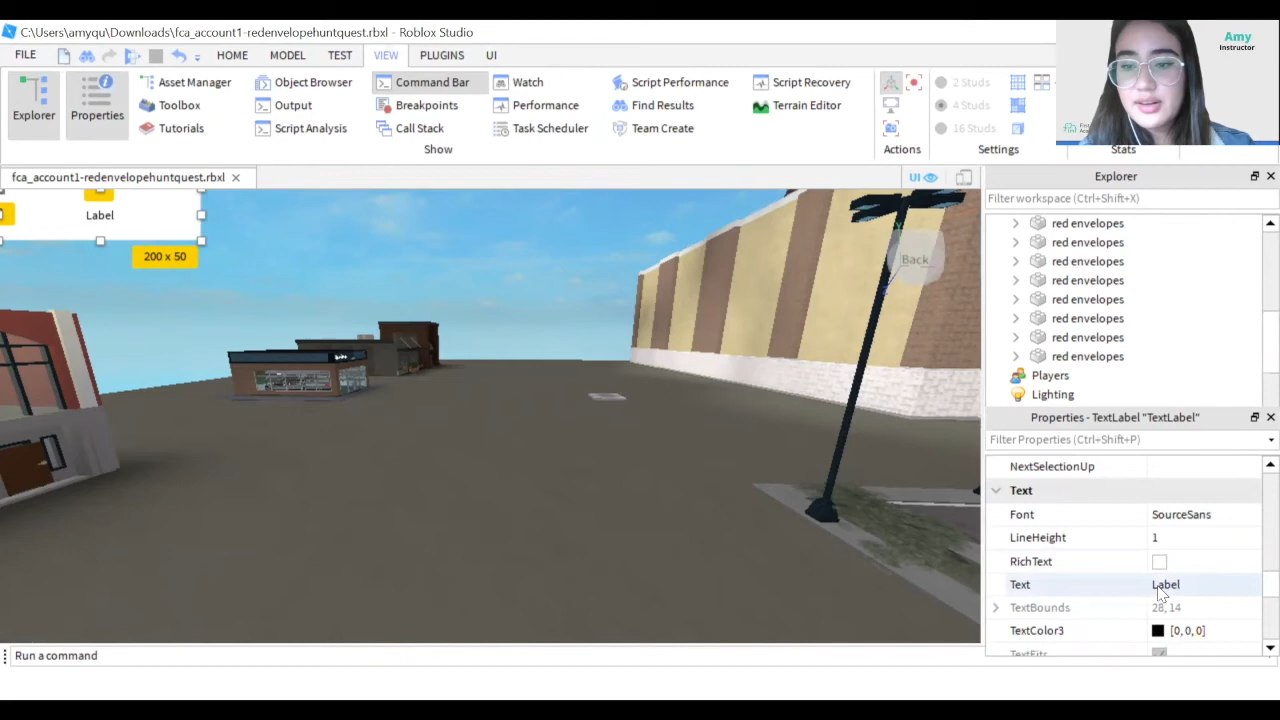 C:\Users\amyqu\Downloads\fca_account1-redenvelopehuntquest.rbxl - Roblox Studio
Amy
Instructor
FILE HOME MODEL TEST VIEW PLUGINS UI
Explorer
Properties
Asset Manager
Toolbox
Tutorials
Object Browser
Output
Script Analysis
Command Bar
Breakpoints
Call Stack
Watch
Performance
Task Scheduler
Script Performance
Find Results
Team Create
Script Recovery
Terrain Editor
Show
Actions
2 Studs
4 Studs
16 Studs
Settings
Stats
fca_account1-redenvelopehuntquest.rbxl
UI
Label
200 x 50
Back
Explorer
Filter workspace (Ctrl+Shift+X)
red envelopes
red envelopes
red envelopes
red envelopes
red envelopes
red envelopes
red envelopes
red envelopes
Players
Lighting
Properties - TextLabel "TextLabel"
Filter Properties (Ctrl+Shift+P)
NextSelectionUp
Text
Font SourceSans
LineHeight 1
RichText
Text Label
TextBounds 28, 14
TextColor3 [0, 0, 0]
TextFits
Run a command